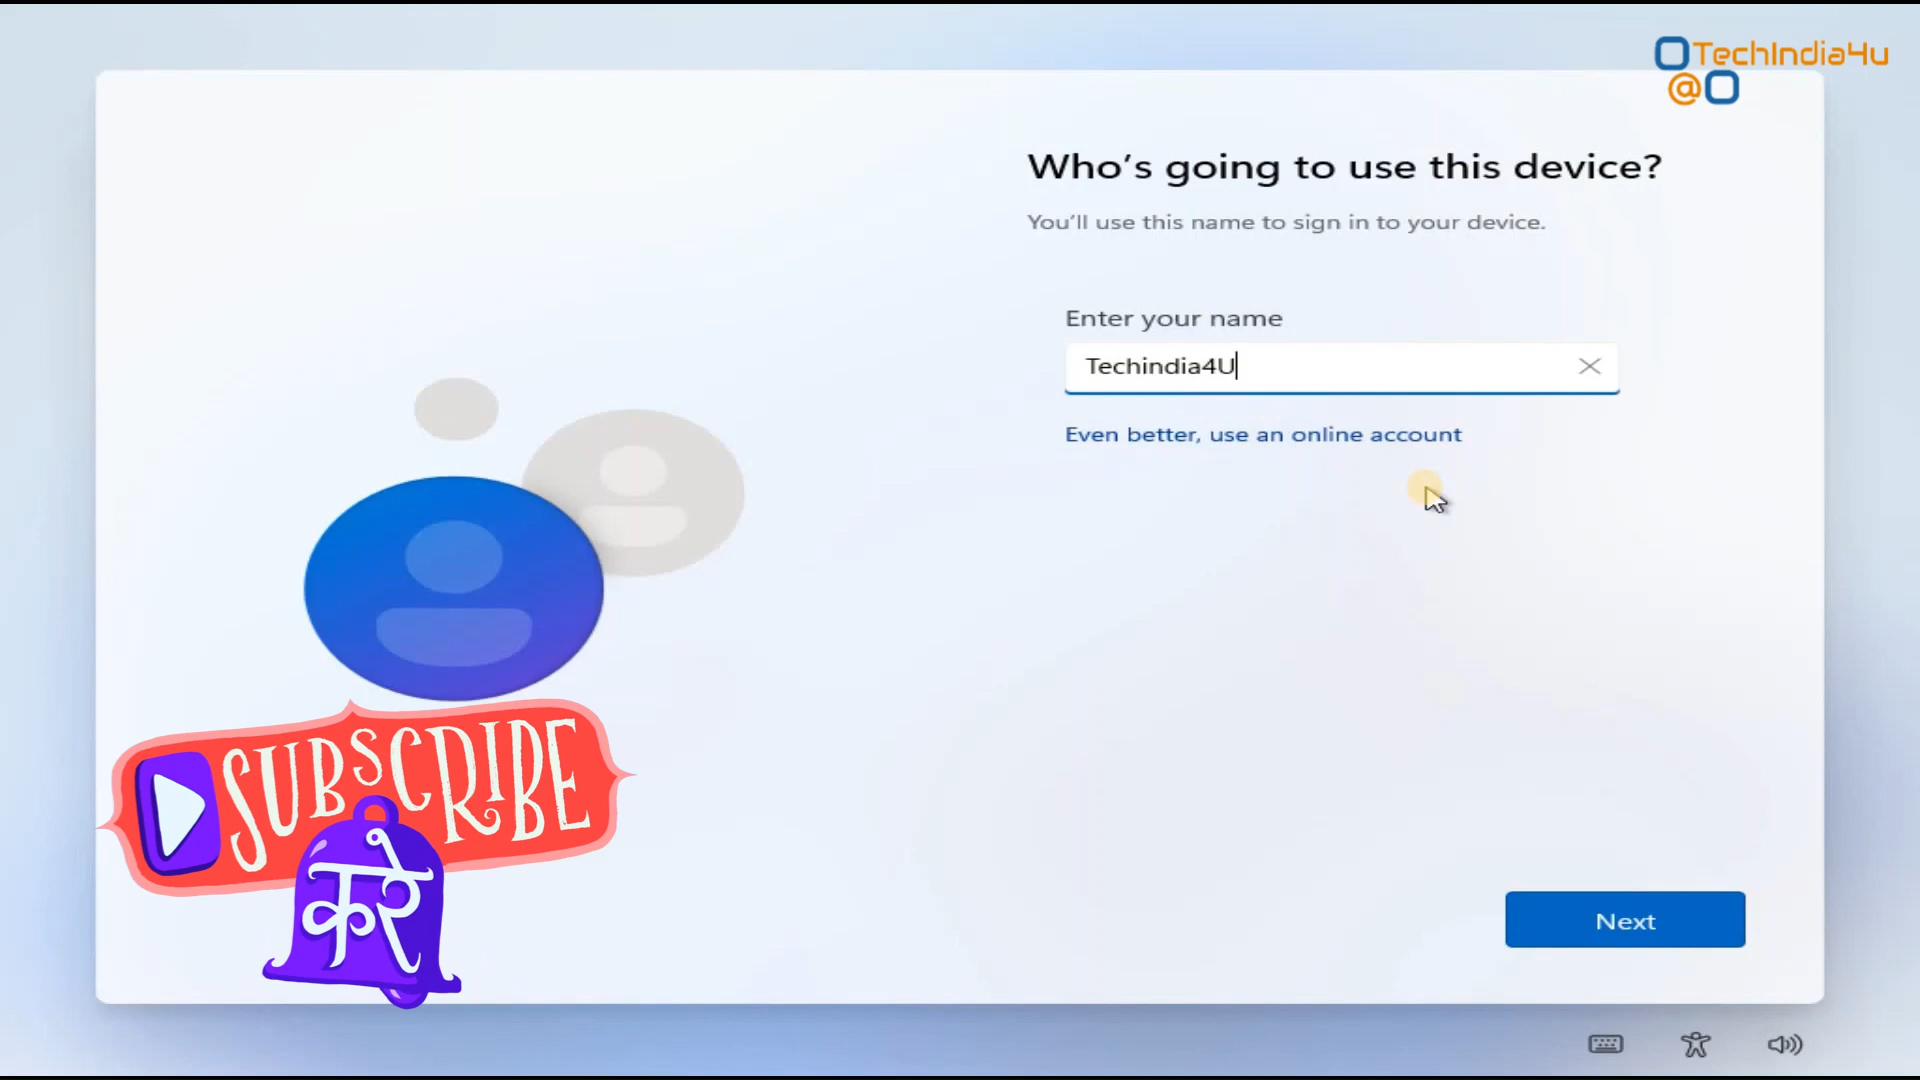 TechIndia4u
@
Who's going to use this device?
You'll use this name to sign in to your device.
Enter your name
Techindia4U
Even better, use an online account
SUBSCRIBE
करे
Next